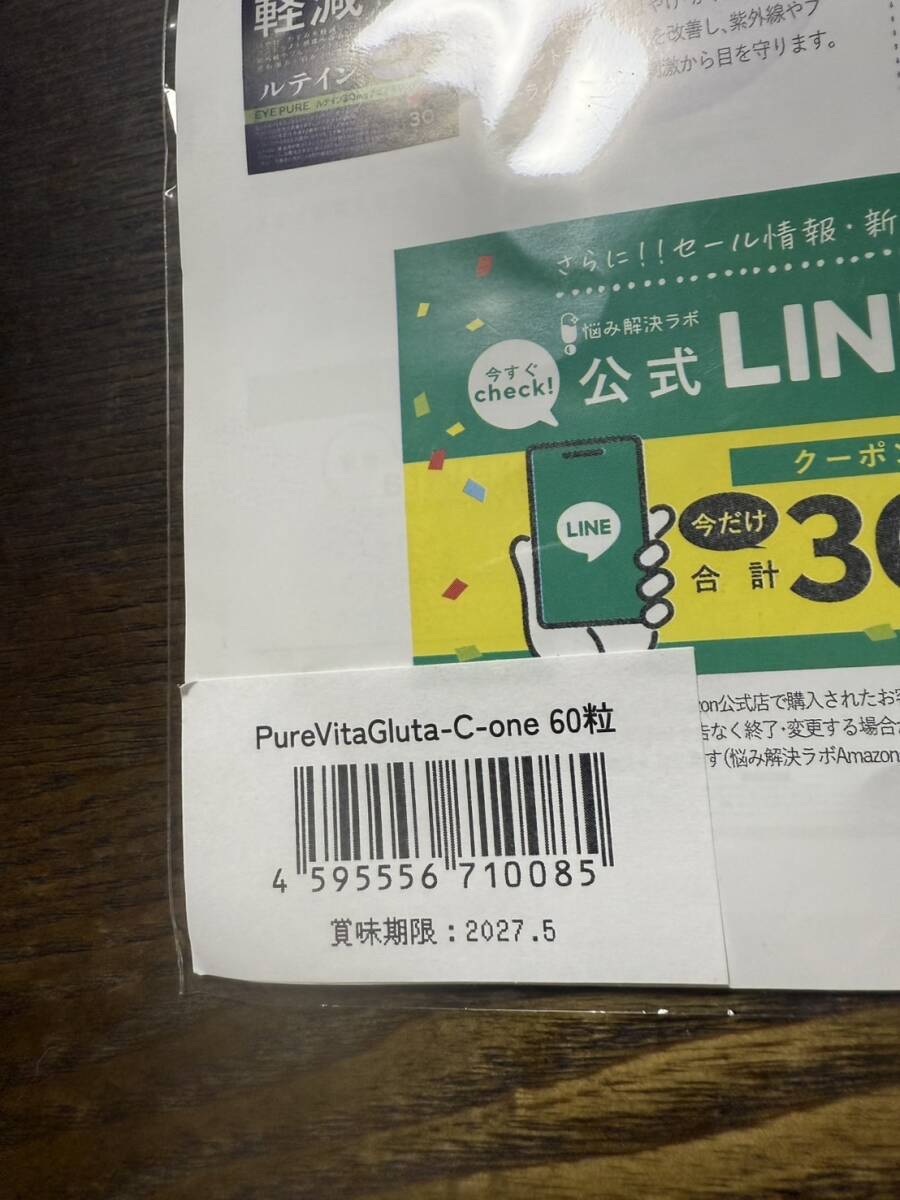 軽減
ルテイン
EYE PURE
30
を改善し、紫外線やブ
刺激から目を守ります。
さらに!!セール情報・新
悩み解決ラボ
今すぐ
check!
公式 LINE
クーポン
LINE
今だけ
合計
30
zon公式店で購入されたお客
告なく終了・変更する場合が
す(悩み解決ラボAmazon
PureVitaGluta-C-one 60粒
4 595556 710085
賞味期限:2027.5